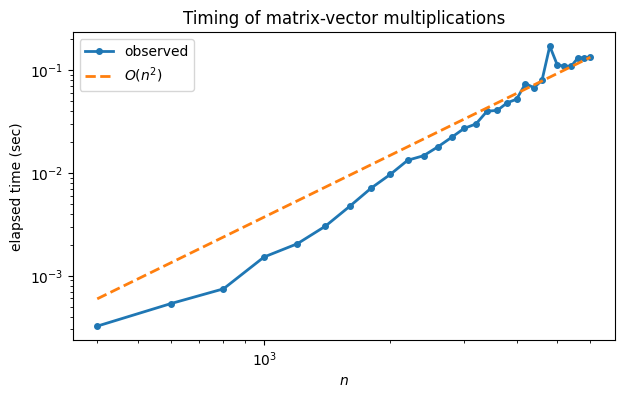 Timing of matrix-vector multiplications
observed
O(n²)
elapsed time (sec)
10⁻¹
10⁻²
10⁻³
10³
n